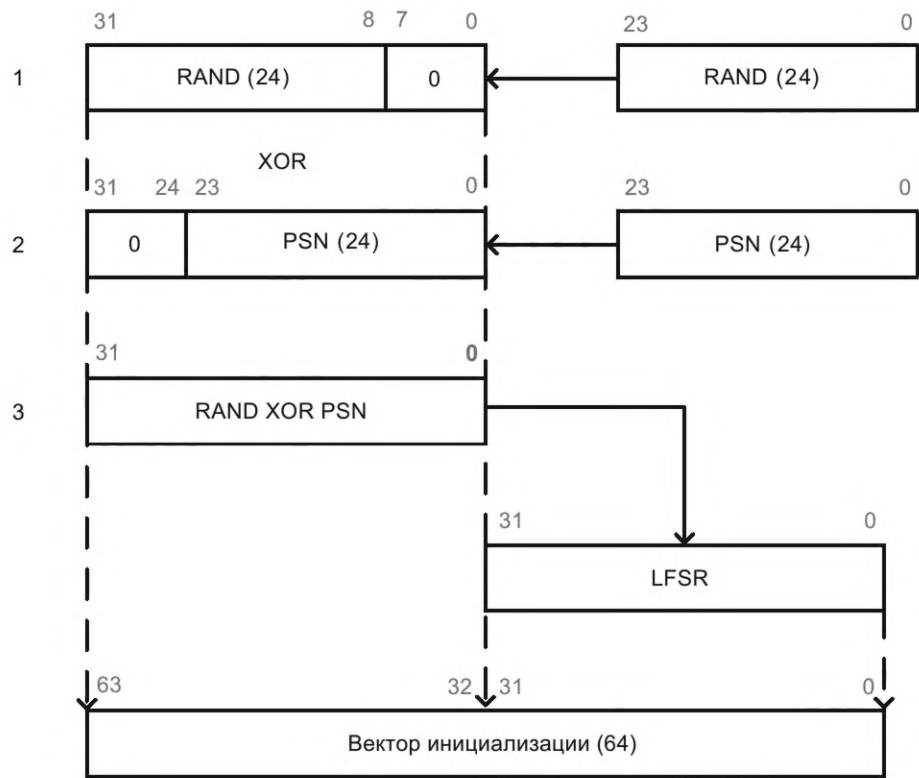 31 8 7 0 23 0
1 RAND (24) 0 RAND (24)
XOR
31 24 23 0 23 0
2 0 PSN (24) PSN (24)
31 0
3 RAND XOR PSN
31 0
LFSR
63 32 31 0
Вектор инициализации (64)